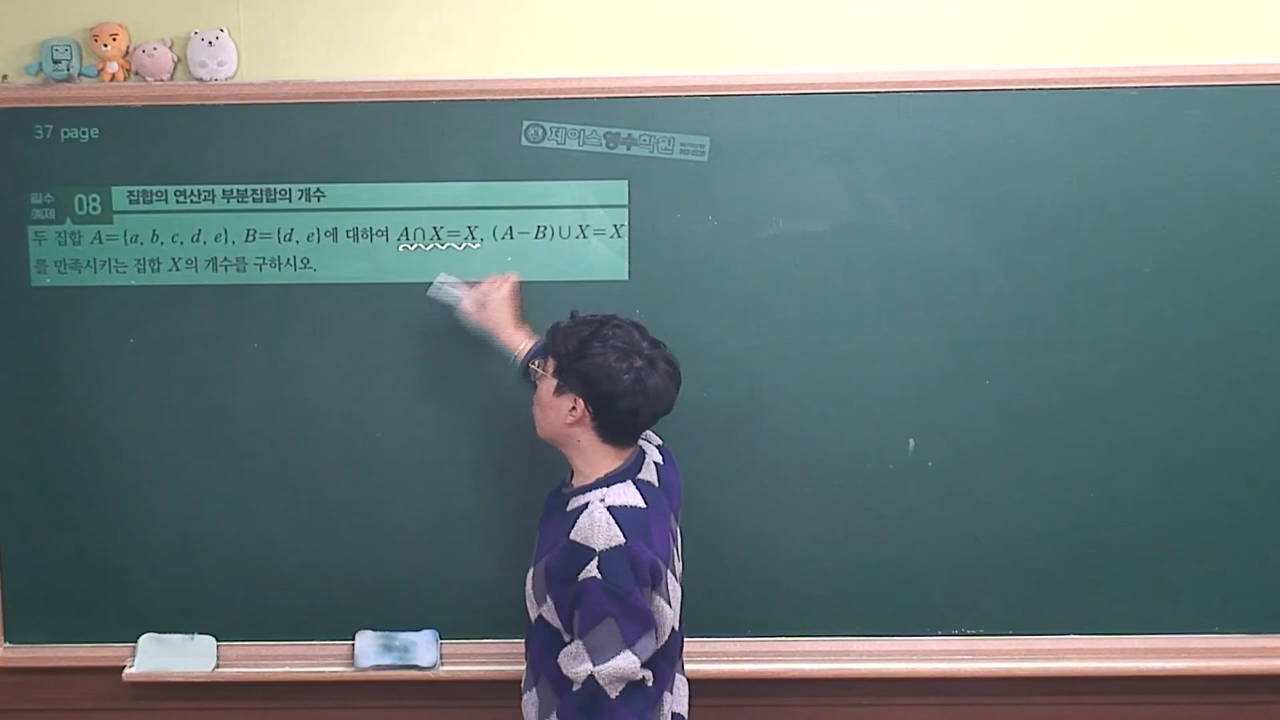 37 page
제이스영수학원
필수
예제
08 집합의 연산과 부분집합의 개수
두 집합 A={a, b, c, d, e}, B={d, e}에 대하여 A∩X=X, (A−B)∪X=X
를 만족시키는 집합 X의 개수를 구하시오.